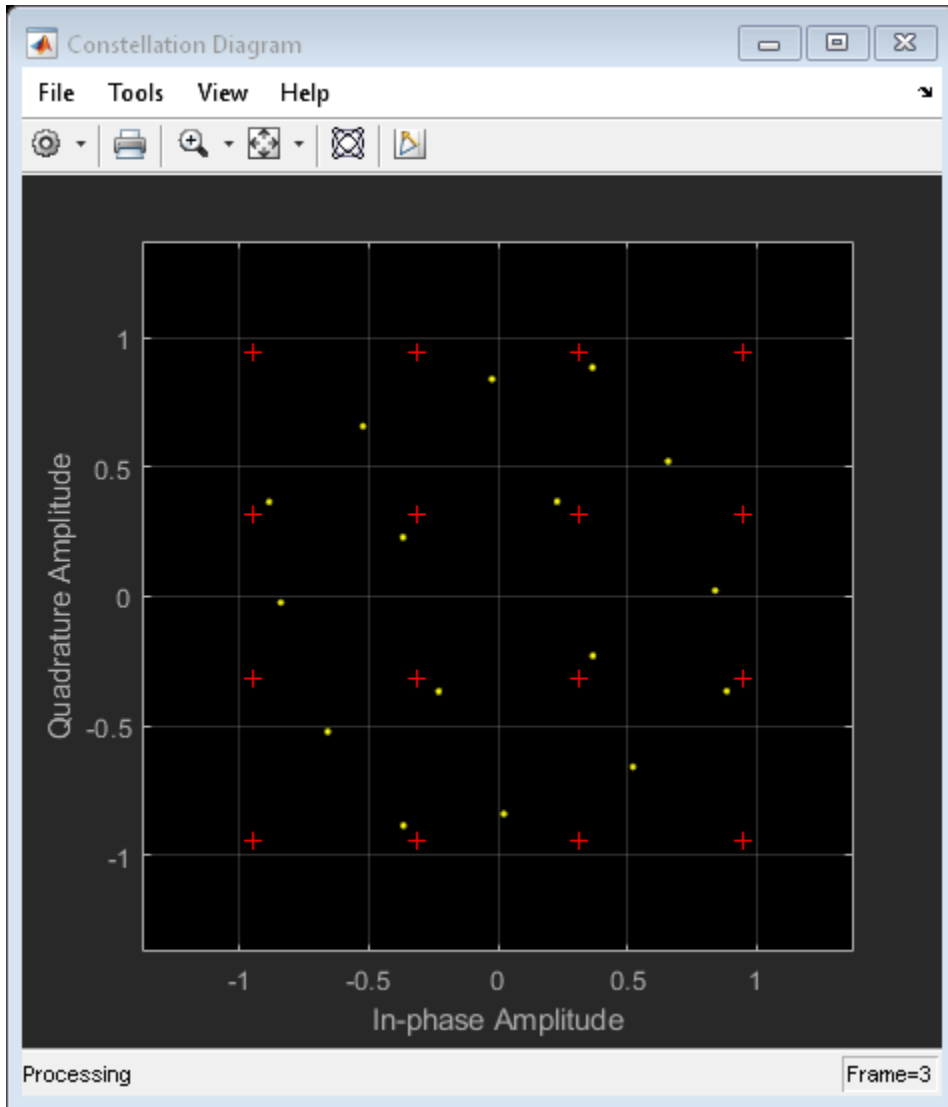 Constellation Diagram
File Tools View Help
1
0.5
0
-0.5
-1
Quadrature Amplitude
-1 -0.5 0 0.5 1
In-phase Amplitude
Processing Frame=3